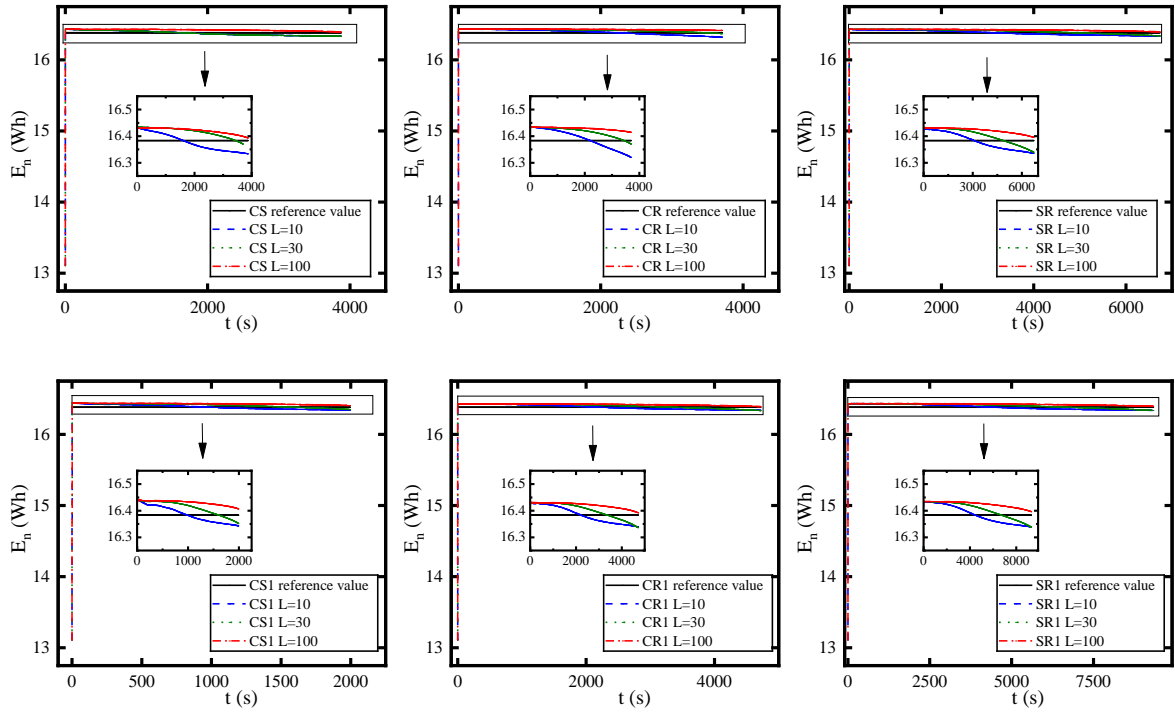 16
15
14
13
E_n (Wh)
16.5
16.4
16.3
0 2000 4000
CS reference value
CS L=10
CS L=30
CS L=100
0 2000 4000
t (s)
16
15
14
13
E_n (Wh)
16.5
16.4
16.3
0 2000 4000
CR reference value
CR L=10
CR L=30
CR L=100
0 2000 4000
t (s)
16
15
14
13
E_n (Wh)
16.5
16.4
16.3
0 3000 6000
SR reference value
SR L=10
SR L=30
SR L=100
0 2000 4000 6000
t (s)
16
15
14
13
E_n (Wh)
16.5
16.4
16.3
0 1000 2000
CS1 reference value
CS1 L=10
CS1 L=30
CS1 L=100
0 500 1000 1500 2000
t (s)
16
15
14
13
E_n (Wh)
16.5
16.4
16.3
0 2000 4000
CR1 reference value
CR1 L=10
CR1 L=30
CR1 L=100
0 2000 4000
t (s)
16
15
14
13
E_n (Wh)
16.5
16.4
16.3
0 4000 8000
SR1 reference value
SR1 L=10
SR1 L=30
SR1 L=100
0 2500 5000 7500
t (s)